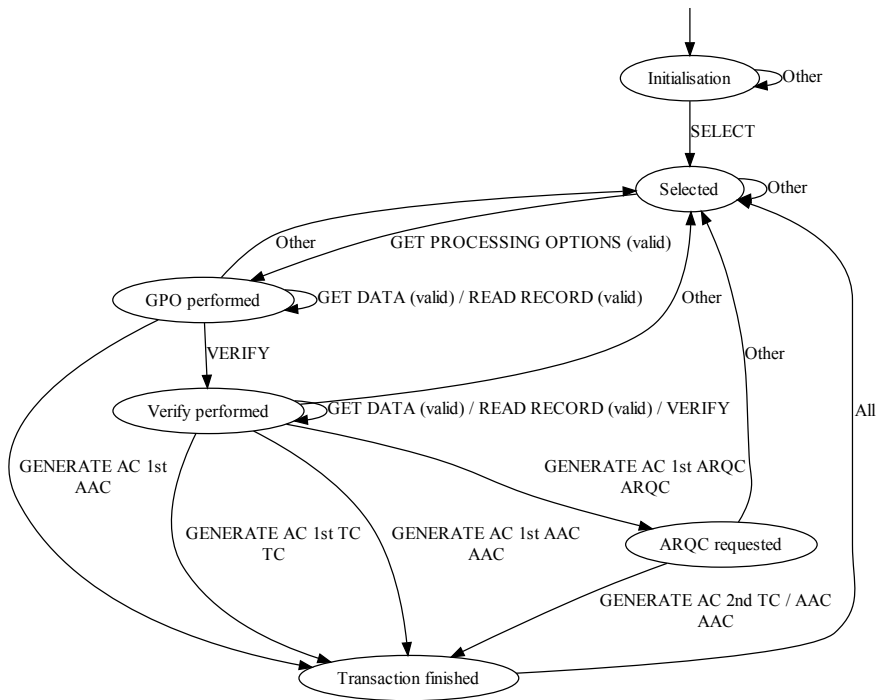 Initialisation
Other
SELECT
Selected
Other
Other
GET PROCESSING OPTIONS (valid)
GPO performed
GET DATA (valid) / READ RECORD (valid)
Other
VERIFY
Other
Verify performed
GET DATA (valid) / READ RECORD (valid) / VERIFY
All
GENERATE AC 1st
AAC
GENERATE AC 1st ARQC
ARQC
GENERATE AC 1st TC
TC
GENERATE AC 1st AAC
AAC
ARQC requested
GENERATE AC 2nd TC / AAC
AAC
Transaction finished